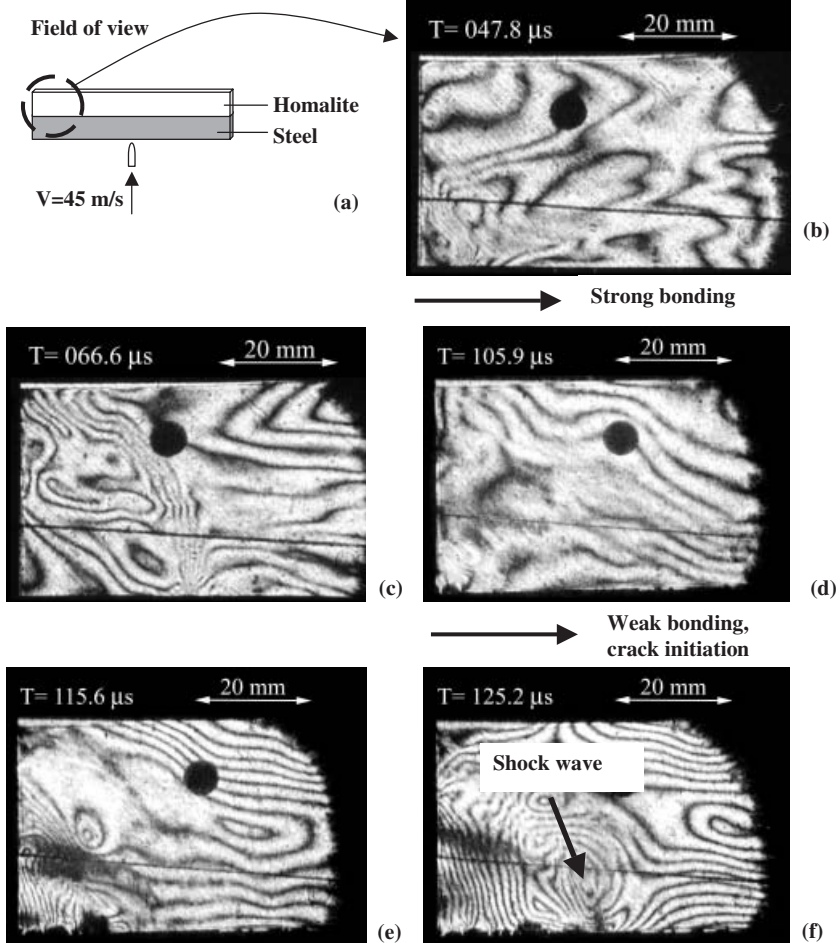 Field of view
Homalite
Steel
V=45 m/s
(a)
T= 047.8 μs
20 mm
(b)
Strong bonding
T= 066.6 μs
20 mm
(c)
T= 105.9 μs
20 mm
(d)
Weak bonding,
crack initiation
T= 115.6 μs
20 mm
(e)
T= 125.2 μs
20 mm
Shock wave
(f)